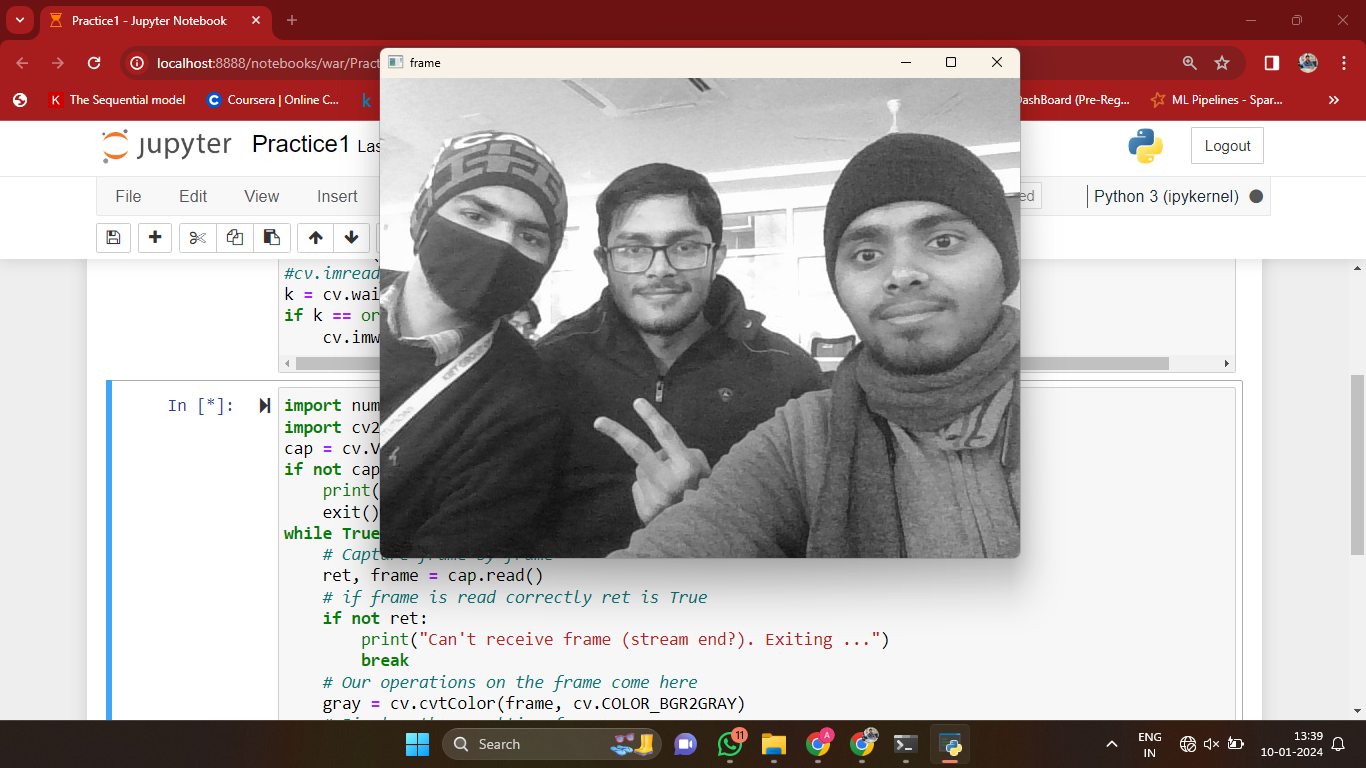 Practice1 - Jupyter Notebook
localhost:8888/notebooks/war/Prac
K The Sequential model
C Coursera | Online C...
k
DashBoard (Pre-Reg...
ML Pipelines - Spar...
frame
jupyter Practice1 Las
Logout
File Edit View Insert
ed
Python 3 (ipykernel)
#cv.imread
k = cv.wai
if k == or
cv.imw
In [*]:
import num
import cv2
cap = cv.V
if not cap
print(
exit()
while True
# Capture frame-by-frame
ret, frame = cap.read()
# if frame is read correctly ret is True
if not ret:
print("Can't receive frame (stream end?). Exiting ...")
break
# Our operations on the frame come here
gray = cv.cvtColor(frame, cv.COLOR_BGR2GRAY)
Search
11
A
ENG
IN
13:39
10-01-2024